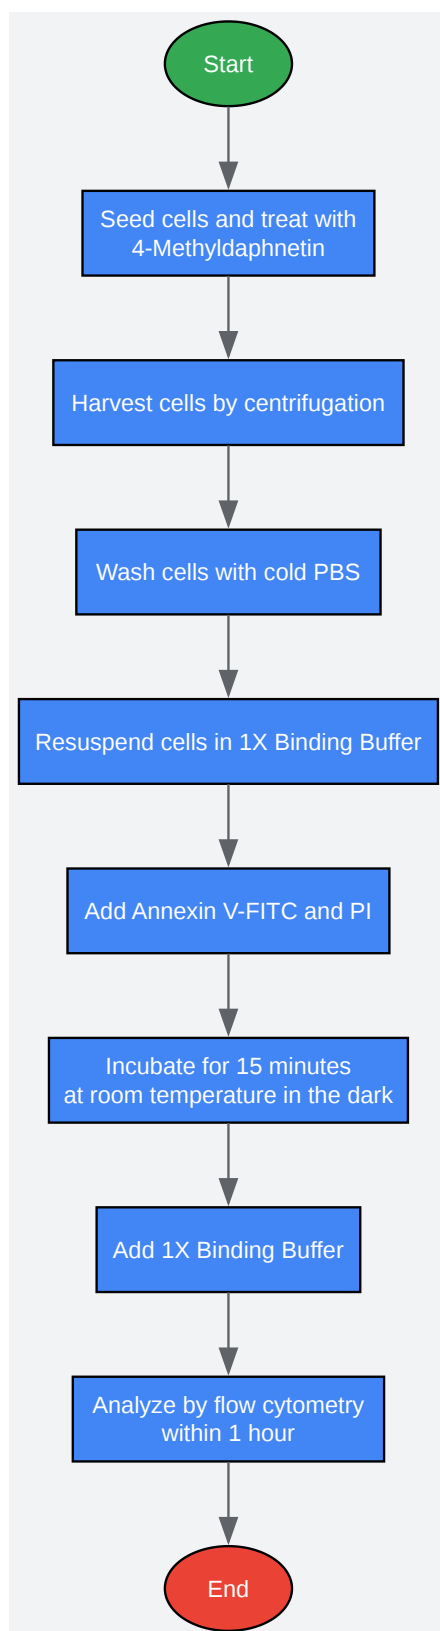 Start
Seed cells and treat with
4-Methyldaphnetin
Harvest cells by centrifugation
Wash cells with cold PBS
Resuspend cells in 1X Binding Buffer
Add Annexin V-FITC and PI
Incubate for 15 minutes
at room temperature in the dark
Add 1X Binding Buffer
Analyze by flow cytometry
within 1 hour
End